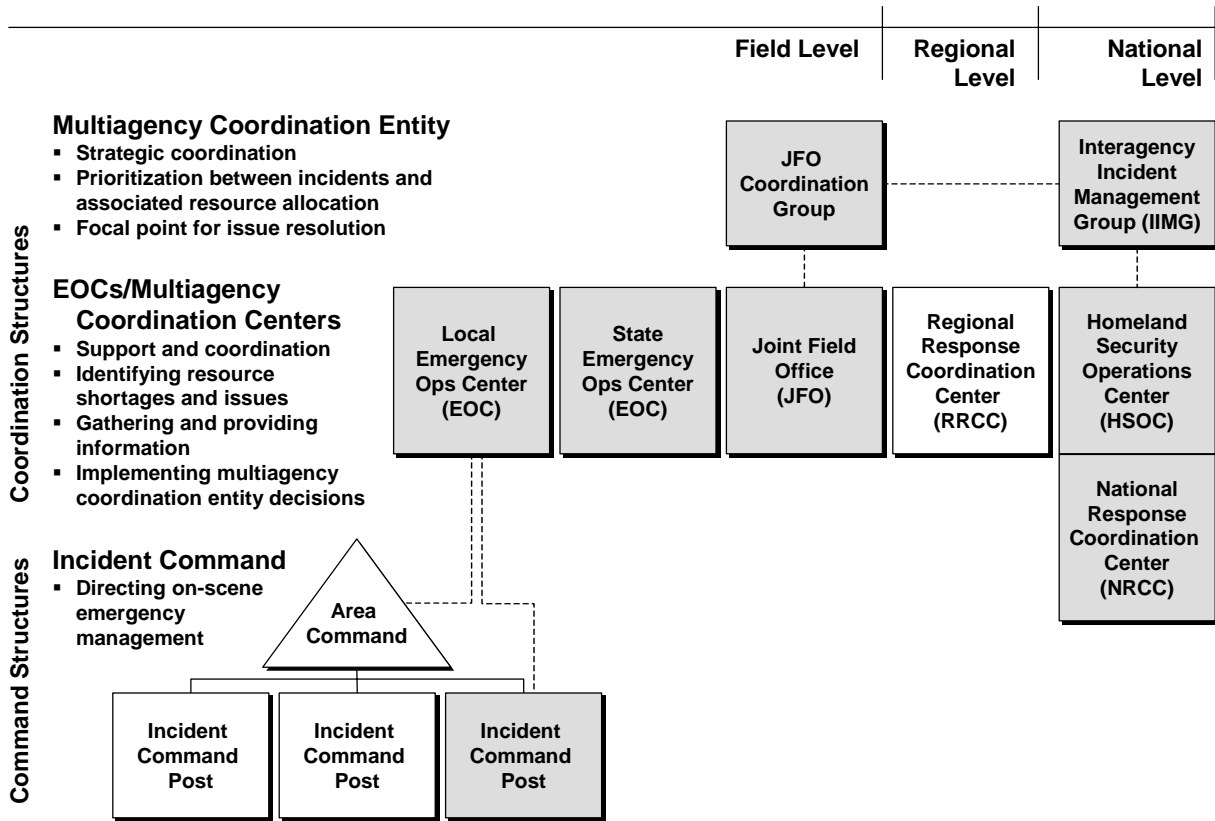 Field Level
Regional
Level
National
Level
Coordination Structures
Multiagency Coordination Entity
▪ Strategic coordination
▪ Prioritization between incidents and
associated resource allocation
▪ Focal point for issue resolution
JFO
Coordination
Group
Interagency
Incident
Management
Group (IIMG)
EOCs/Multiagency
Coordination Centers
▪ Support and coordination
▪ Identifying resource
shortages and issues
▪ Gathering and providing
information
▪ Implementing multiagency
coordination entity decisions
Local
Emergency
Ops Center
(EOC)
State
Emergency
Ops Center
(EOC)
Joint Field
Office
(JFO)
Regional
Response
Coordination
Center
(RRCC)
Homeland
Security
Operations
Center
(HSOC)
National
Response
Coordination
Center
(NRCC)
Command Structures
Incident Command
▪ Directing on-scene
emergency
management
Area
Command
Incident
Command
Post
Incident
Command
Post
Incident
Command
Post